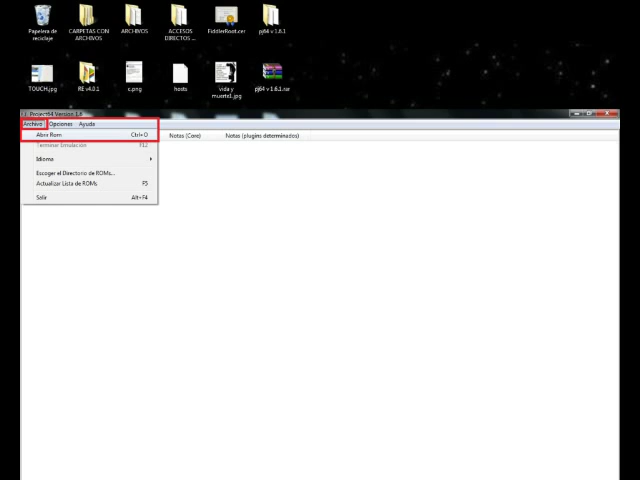 Papelera de
reciclaje
CARPETAS CON
ARCHIVOS
ARCHIVOS
ACCESOS
DIRECTOS ...
FiddlerRoot.cer
pj64 v 1.6.1
TOUCH.jpg
RE v4.0.1
c.png
hosts
vida y
muerte1.jpg
pj64 v 1.6.1.rar
Project64 Version 1.6
Archivo Opciones Ayuda
Abrir Rom Ctrl+O
Notas (Core) Notas (plugins determinados)
Terminar Emulación F12
Idioma
Escoger el Directorio de ROMs...
Actualizar Lista de ROMs F5
Salir Alt+F4